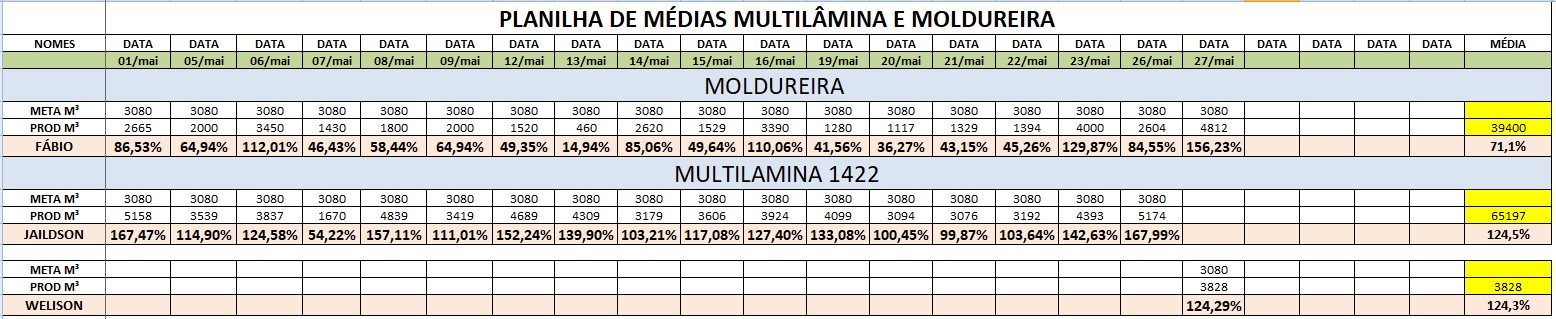 PLANILHA DE MÉDIAS MULTILÂMINA E MOLDUREIRA
NOMES DATA DATA DATA DATA DATA DATA DATA DATA DATA DATA DATA DATA DATA DATA DATA DATA DATA DATA DATA DATA DATA DATA MÉDIA
01/mai 05/mai 06/mai 07/mai 08/mai 09/mai 12/mai 13/mai 14/mai 15/mai 16/mai 19/mai 20/mai 21/mai 22/mai 23/mai 26/mai 27/mai
MOLDUREIRA
META M³ 3080 3080 3080 3080 3080 3080 3080 3080 3080 3080 3080 3080 3080 3080 3080 3080 3080 3080
PROD M³ 2665 2000 3450 1430 1800 2000 1520 460 2620 1529 3390 1280 1117 1329 1394 4000 2604 4812 39400
FÁBIO 86,53% 64,94% 112,01% 46,43% 58,44% 64,94% 49,35% 14,94% 85,06% 49,64% 110,06% 41,56% 36,27% 43,15% 45,26% 129,87% 84,55% 156,23% 71,1%
MULTILAMINA 1422
META M³ 3080 3080 3080 3080 3080 3080 3080 3080 3080 3080 3080 3080 3080 3080 3080 3080 3080
PROD M³ 5158 3539 3837 1670 4839 3419 4689 4309 3179 3606 3924 4099 3094 3076 3192 4393 5174 65197
JAILDSON 167,47% 114,90% 124,58% 54,22% 157,11% 111,01% 152,24% 139,90% 103,21% 117,08% 127,40% 133,08% 100,45% 99,87% 103,64% 142,63% 167,99% 124,5%
META M³ 3080
PROD M³ 3828 3828
WELISON 124,29% 124,3%